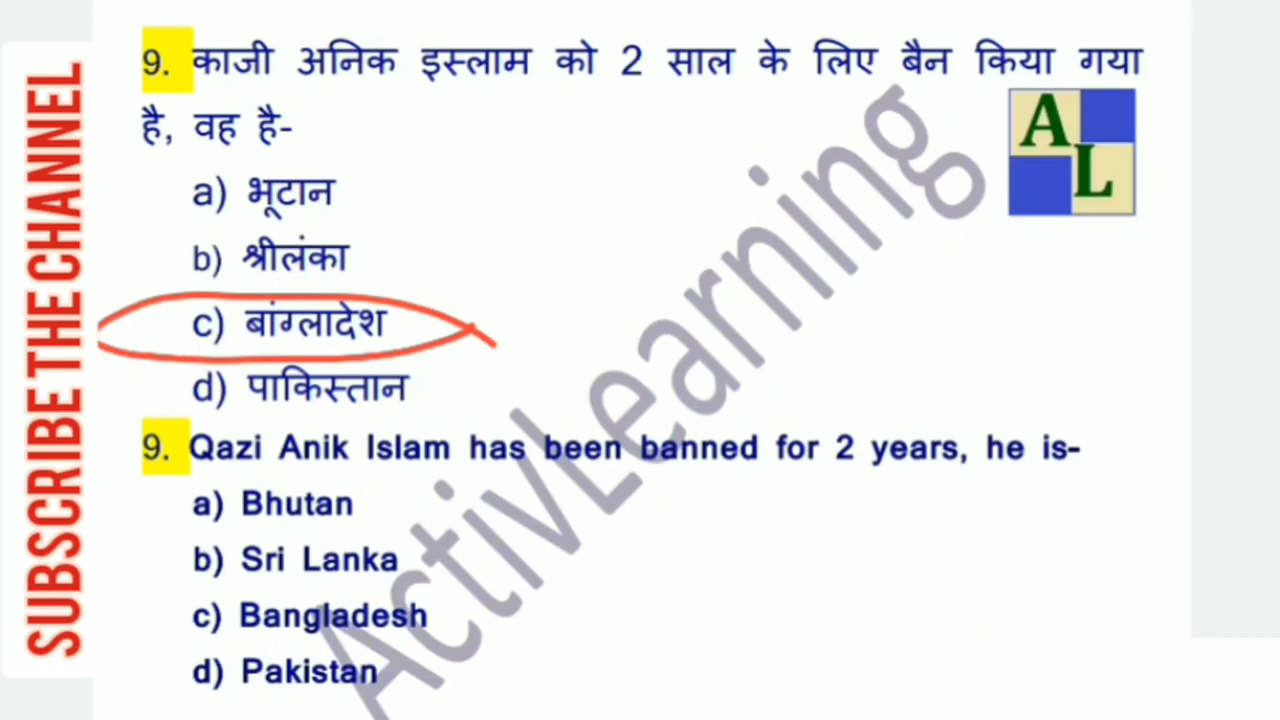 SUBSCRIBE THE CHANNEL
9. काजी अनिक इस्लाम को 2 साल के लिए बैन किया गया
है, वह है-
a) भूटान
b) श्रीलंका
c) बांग्लादेश
d) पाकिस्तान
9. Qazi Anik Islam has been banned for 2 years, he is-
a) Bhutan
b) Sri Lanka
c) Bangladesh
d) Pakistan
AL
ActivLearning